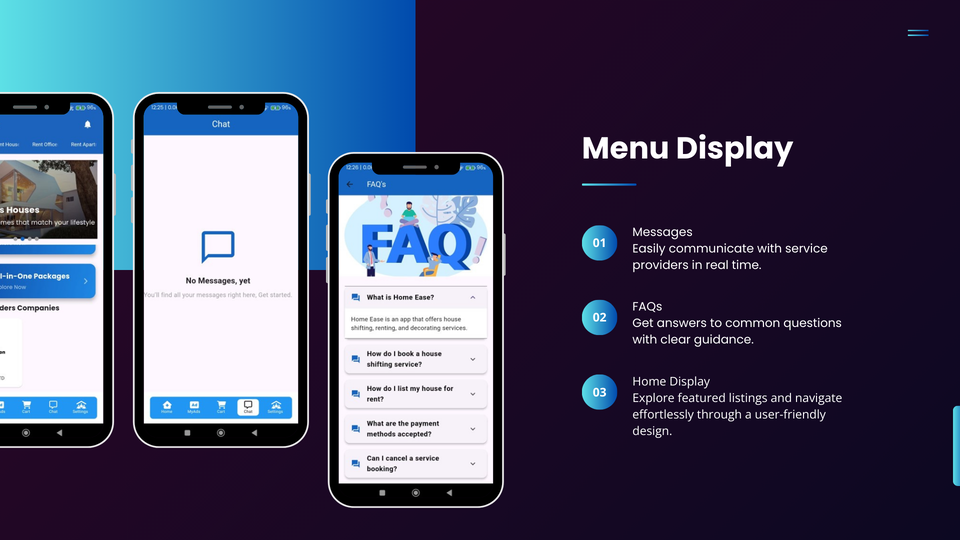 96%
nt Hous
Rent Office
Rent Apart
s Houses
mes that match your lifestyle
l-in-One Packages
plore Now
ders Companies
Cart
Chat
Settings
12:25 | 0.0
96%
Chat
No Messages, yet
You'll find all your messages right here, Get started.
Home
MyAds
Cart
Chat
Settings
12:26 | 0.0
96%
FAQ's
FAQ
What is Home Ease?
Home Ease is an app that offers house
shifting, renting, and decorating services.
How do I book a house
shifting service?
How do I list my house for
rent?
What are the payment
methods accepted?
Can I cancel a service
booking?
Menu Display
01
Messages
Easily communicate with service
providers in real time.
02
FAQs
Get answers to common questions
with clear guidance.
03
Home Display
Explore featured listings and navigate
effortlessly through a user-friendly
design.